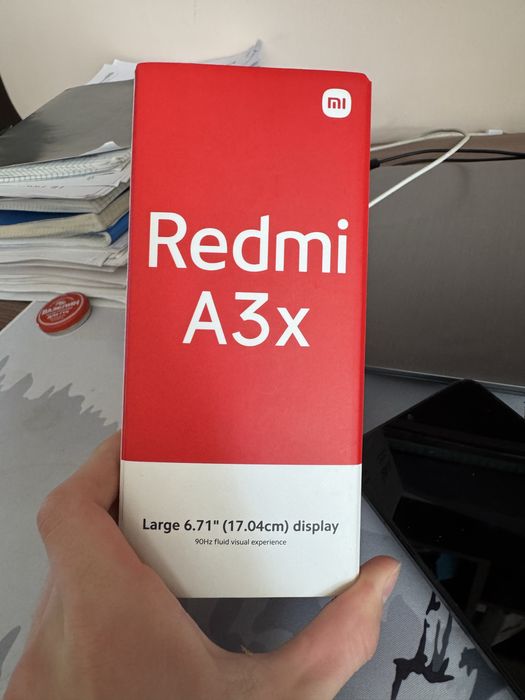 mi
Redmi
A3x
Large 6.71" (17.04cm) display
90Hz fluid visual experience